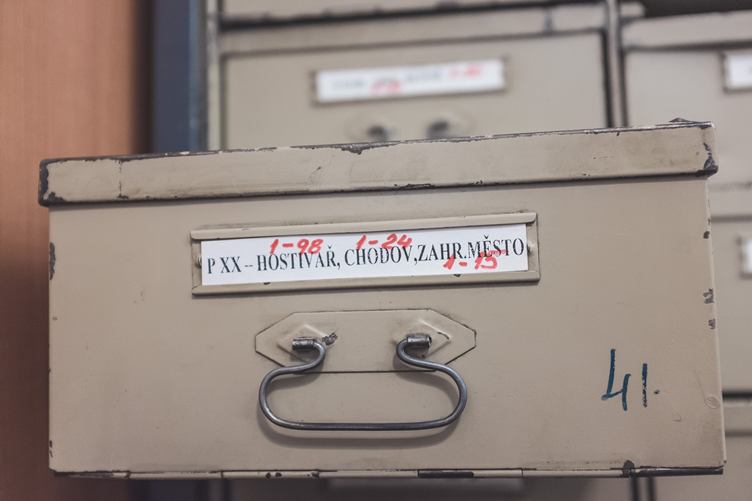 1-98 1-24
P XX -- HOSTIVAŘ, CHODOV,ZAHR.MĚSTO
1-15
41.